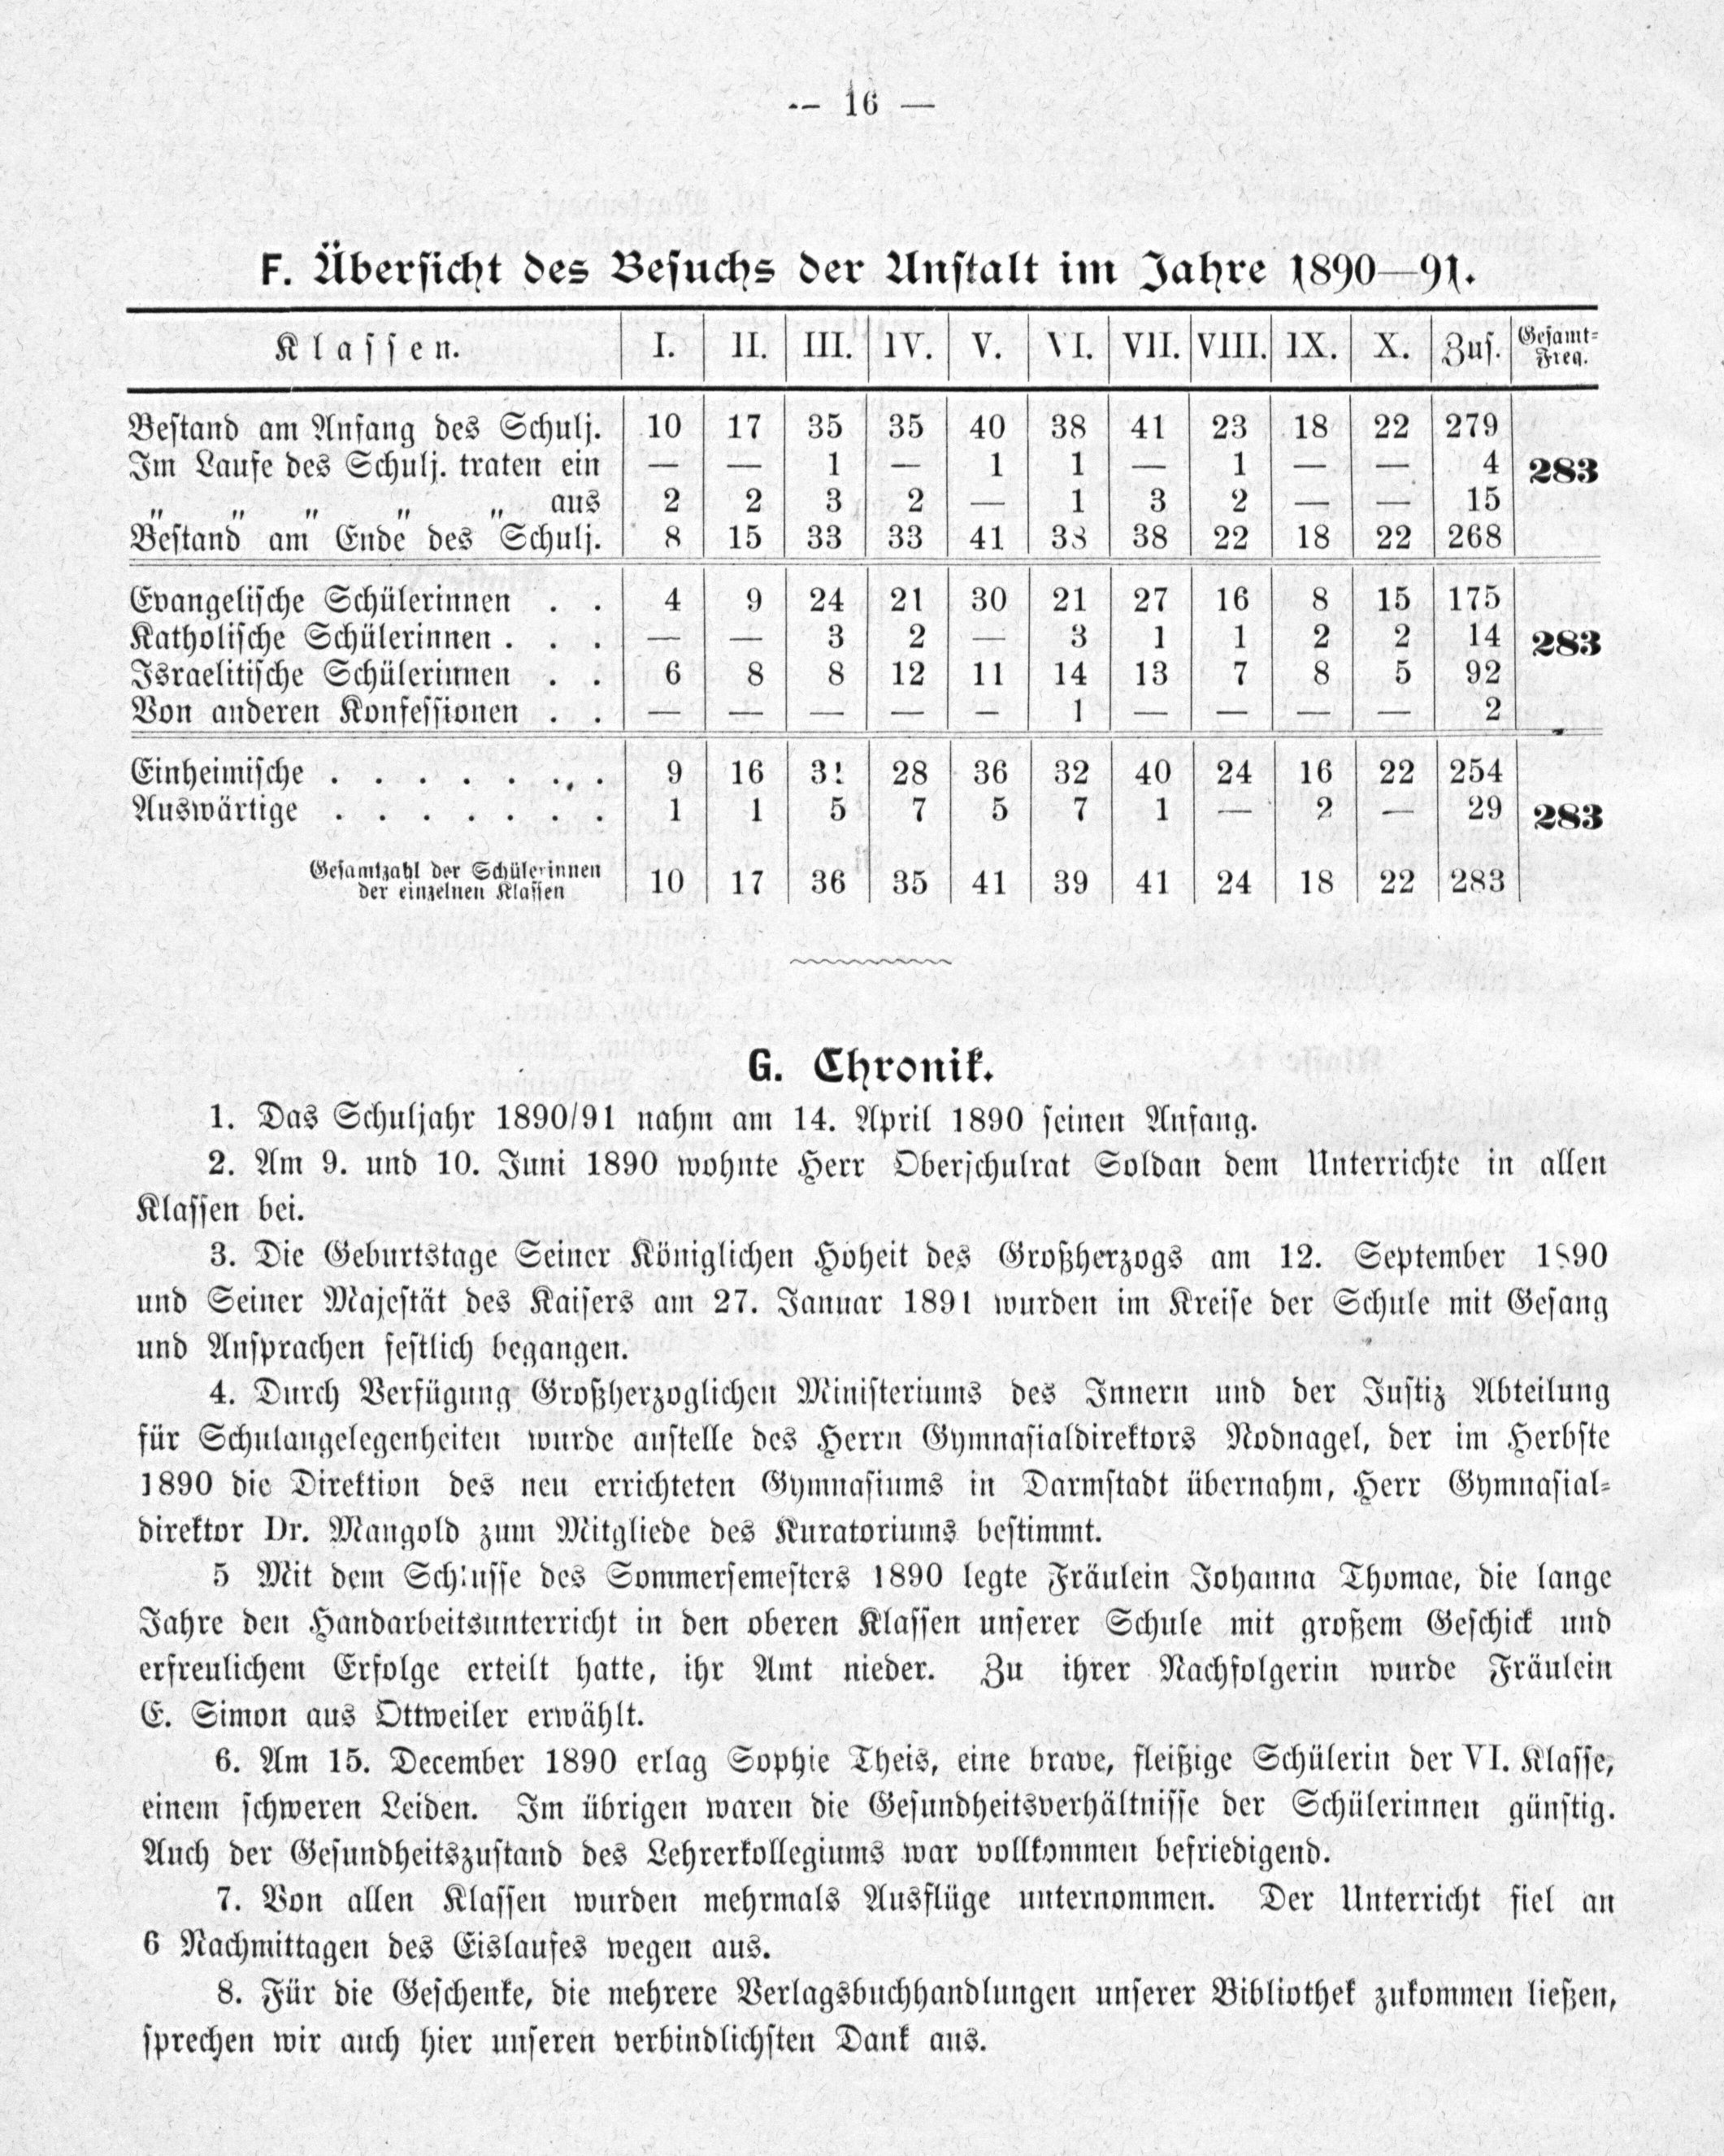 -- 16 —
F. Übersicht des Besuchs der Anstalt im Jahre 1890—91.
Klassen. I. II. III. IV. V. VI. VII. VIII. IX. X. Zus. Gesamt-Freq.
Bestand am Anfang des Schulj. 10 17 35 35 40 38 41 23 18 22 279
Im Laufe des Schulj. traten ein — — 1 — 1 1 — 1 — — 4 283
„ „ „ „ „ aus 2 2 3 2 — 1 3 2 — — 15
Bestand am Ende des Schulj. 8 15 33 33 41 38 38 22 18 22 268
Evangelische Schülerinnen . . 4 9 24 21 30 21 27 16 8 15 175
Katholische Schülerinnen . . . — — 3 2 — 3 1 1 2 2 14 283
Israelitische Schülerinnen . . 6 8 8 12 11 14 13 7 8 5 92
Von anderen Konfessionen . . — — — — — 1 — — — — 2
Einheimische . . . . . . . 9 16 31 28 36 32 40 24 16 22 254
Auswärtige . . . . . . . 1 1 5 7 5 7 1 — 2 — 29 283
Gesamtzahl der Schülerinnen
der einzelnen Klassen 10 17 36 35 41 39 41 24 18 22 283
G. Chronik.
1. Das Schuljahr 1890/91 nahm am 14. April 1890 seinen Anfang.
2. Am 9. und 10. Juni 1890 wohnte Herr Oberschulrat Soldan dem Unterrichte in allen
Klassen bei.
3. Die Geburtstage Seiner Königlichen Hoheit des Großherzogs am 12. September 1890
und Seiner Majestät des Kaisers am 27. Januar 1891 wurden im Kreise der Schule mit Gesang
und Ansprachen festlich begangen.
4. Durch Verfügung Großherzoglichen Ministeriums des Innern und der Justiz Abteilung
für Schulangelegenheiten wurde anstelle des Herrn Gymnasialdirektors Nodnagel, der im Herbste
1890 die Direktion des neu errichteten Gymnasiums in Darmstadt übernahm, Herr Gymnasial-
direktor Dr. Mangold zum Mitgliede des Kuratoriums bestimmt.
5 Mit dem Schlusse des Sommersemesters 1890 legte Fräulein Johanna Thomae, die lange
Jahre den Handarbeitsunterricht in den oberen Klassen unserer Schule mit großem Geschick und
erfreulichem Erfolge erteilt hatte, ihr Amt nieder. Zu ihrer Nachfolgerin wurde Fräulein
E. Simon aus Ottweiler erwählt.
6. Am 15. December 1890 erlag Sophie Theis, eine brave, fleißige Schülerin der VI. Klasse,
einem schweren Leiden. Im übrigen waren die Gesundheitsverhältnisse der Schülerinnen günstig.
Auch der Gesundheitszustand des Lehrerkollegiums war vollkommen befriedigend.
7. Von allen Klassen wurden mehrmals Ausflüge unternommen. Der Unterricht fiel an
6 Nachmittagen des Eislaufes wegen aus.
8. Für die Geschenke, die mehrere Verlagsbuchhandlungen unserer Bibliothek zukommen ließen,
sprechen wir auch hier unseren verbindlichsten Dank aus.